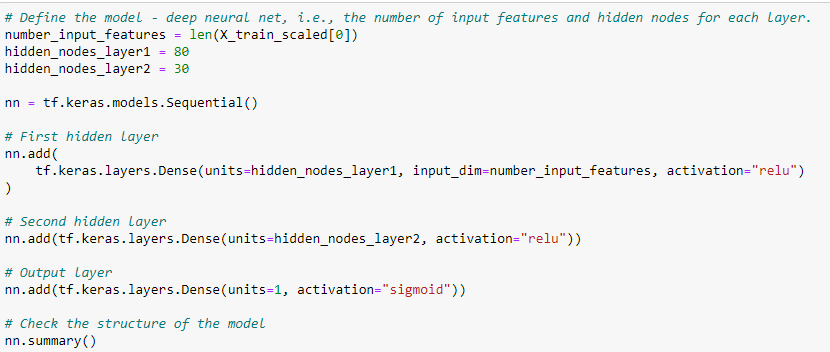 # Define the model - deep neural net, i.e., the number of input features and hidden nodes for each layer.
number_input_features = len(X_train_scaled[0])
hidden_nodes_layer1 = 80
hidden_nodes_layer2 = 30

nn = tf.keras.models.Sequential()

# First hidden layer
nn.add(
    tf.keras.layers.Dense(units=hidden_nodes_layer1, input_dim=number_input_features, activation="relu")
)

# Second hidden layer
nn.add(tf.keras.layers.Dense(units=hidden_nodes_layer2, activation="relu"))

# Output layer
nn.add(tf.keras.layers.Dense(units=1, activation="sigmoid"))

# Check the structure of the model
nn.summary()